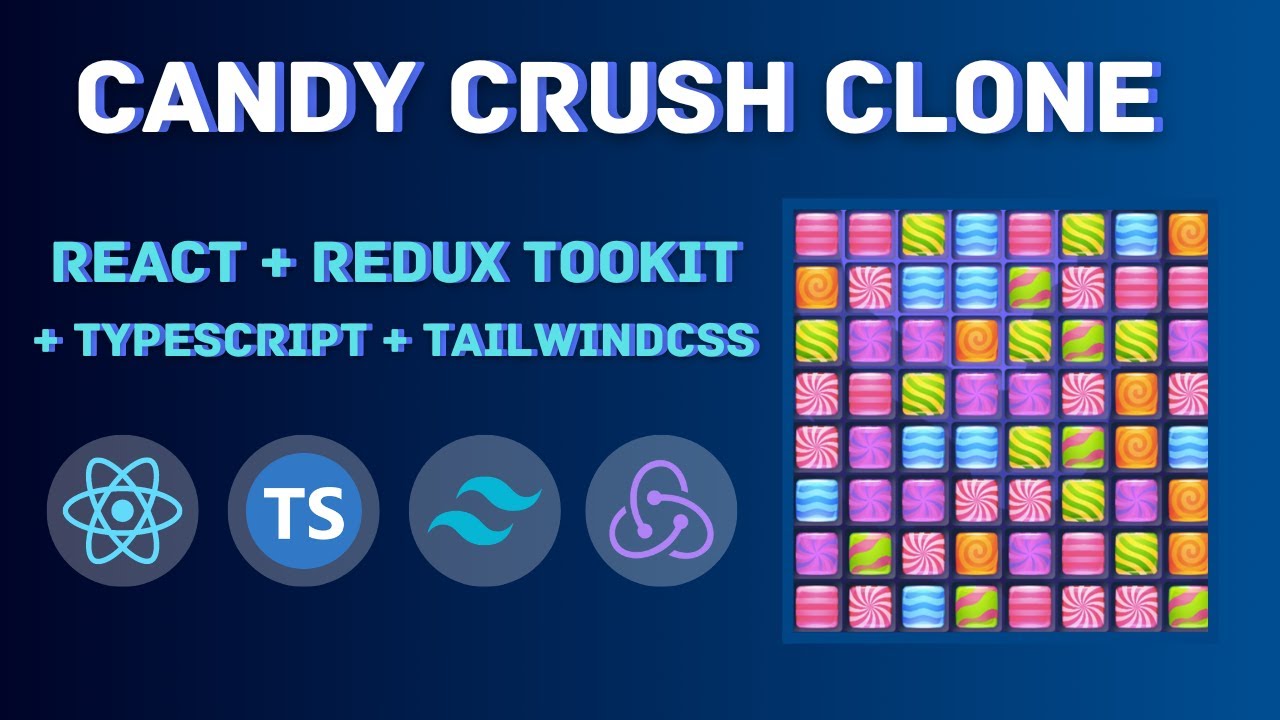 CANDY CRUSH CLONE
REACT + REDUX TOOKIT
+ TYPESCRIPT + TAILWINDCSS
TS